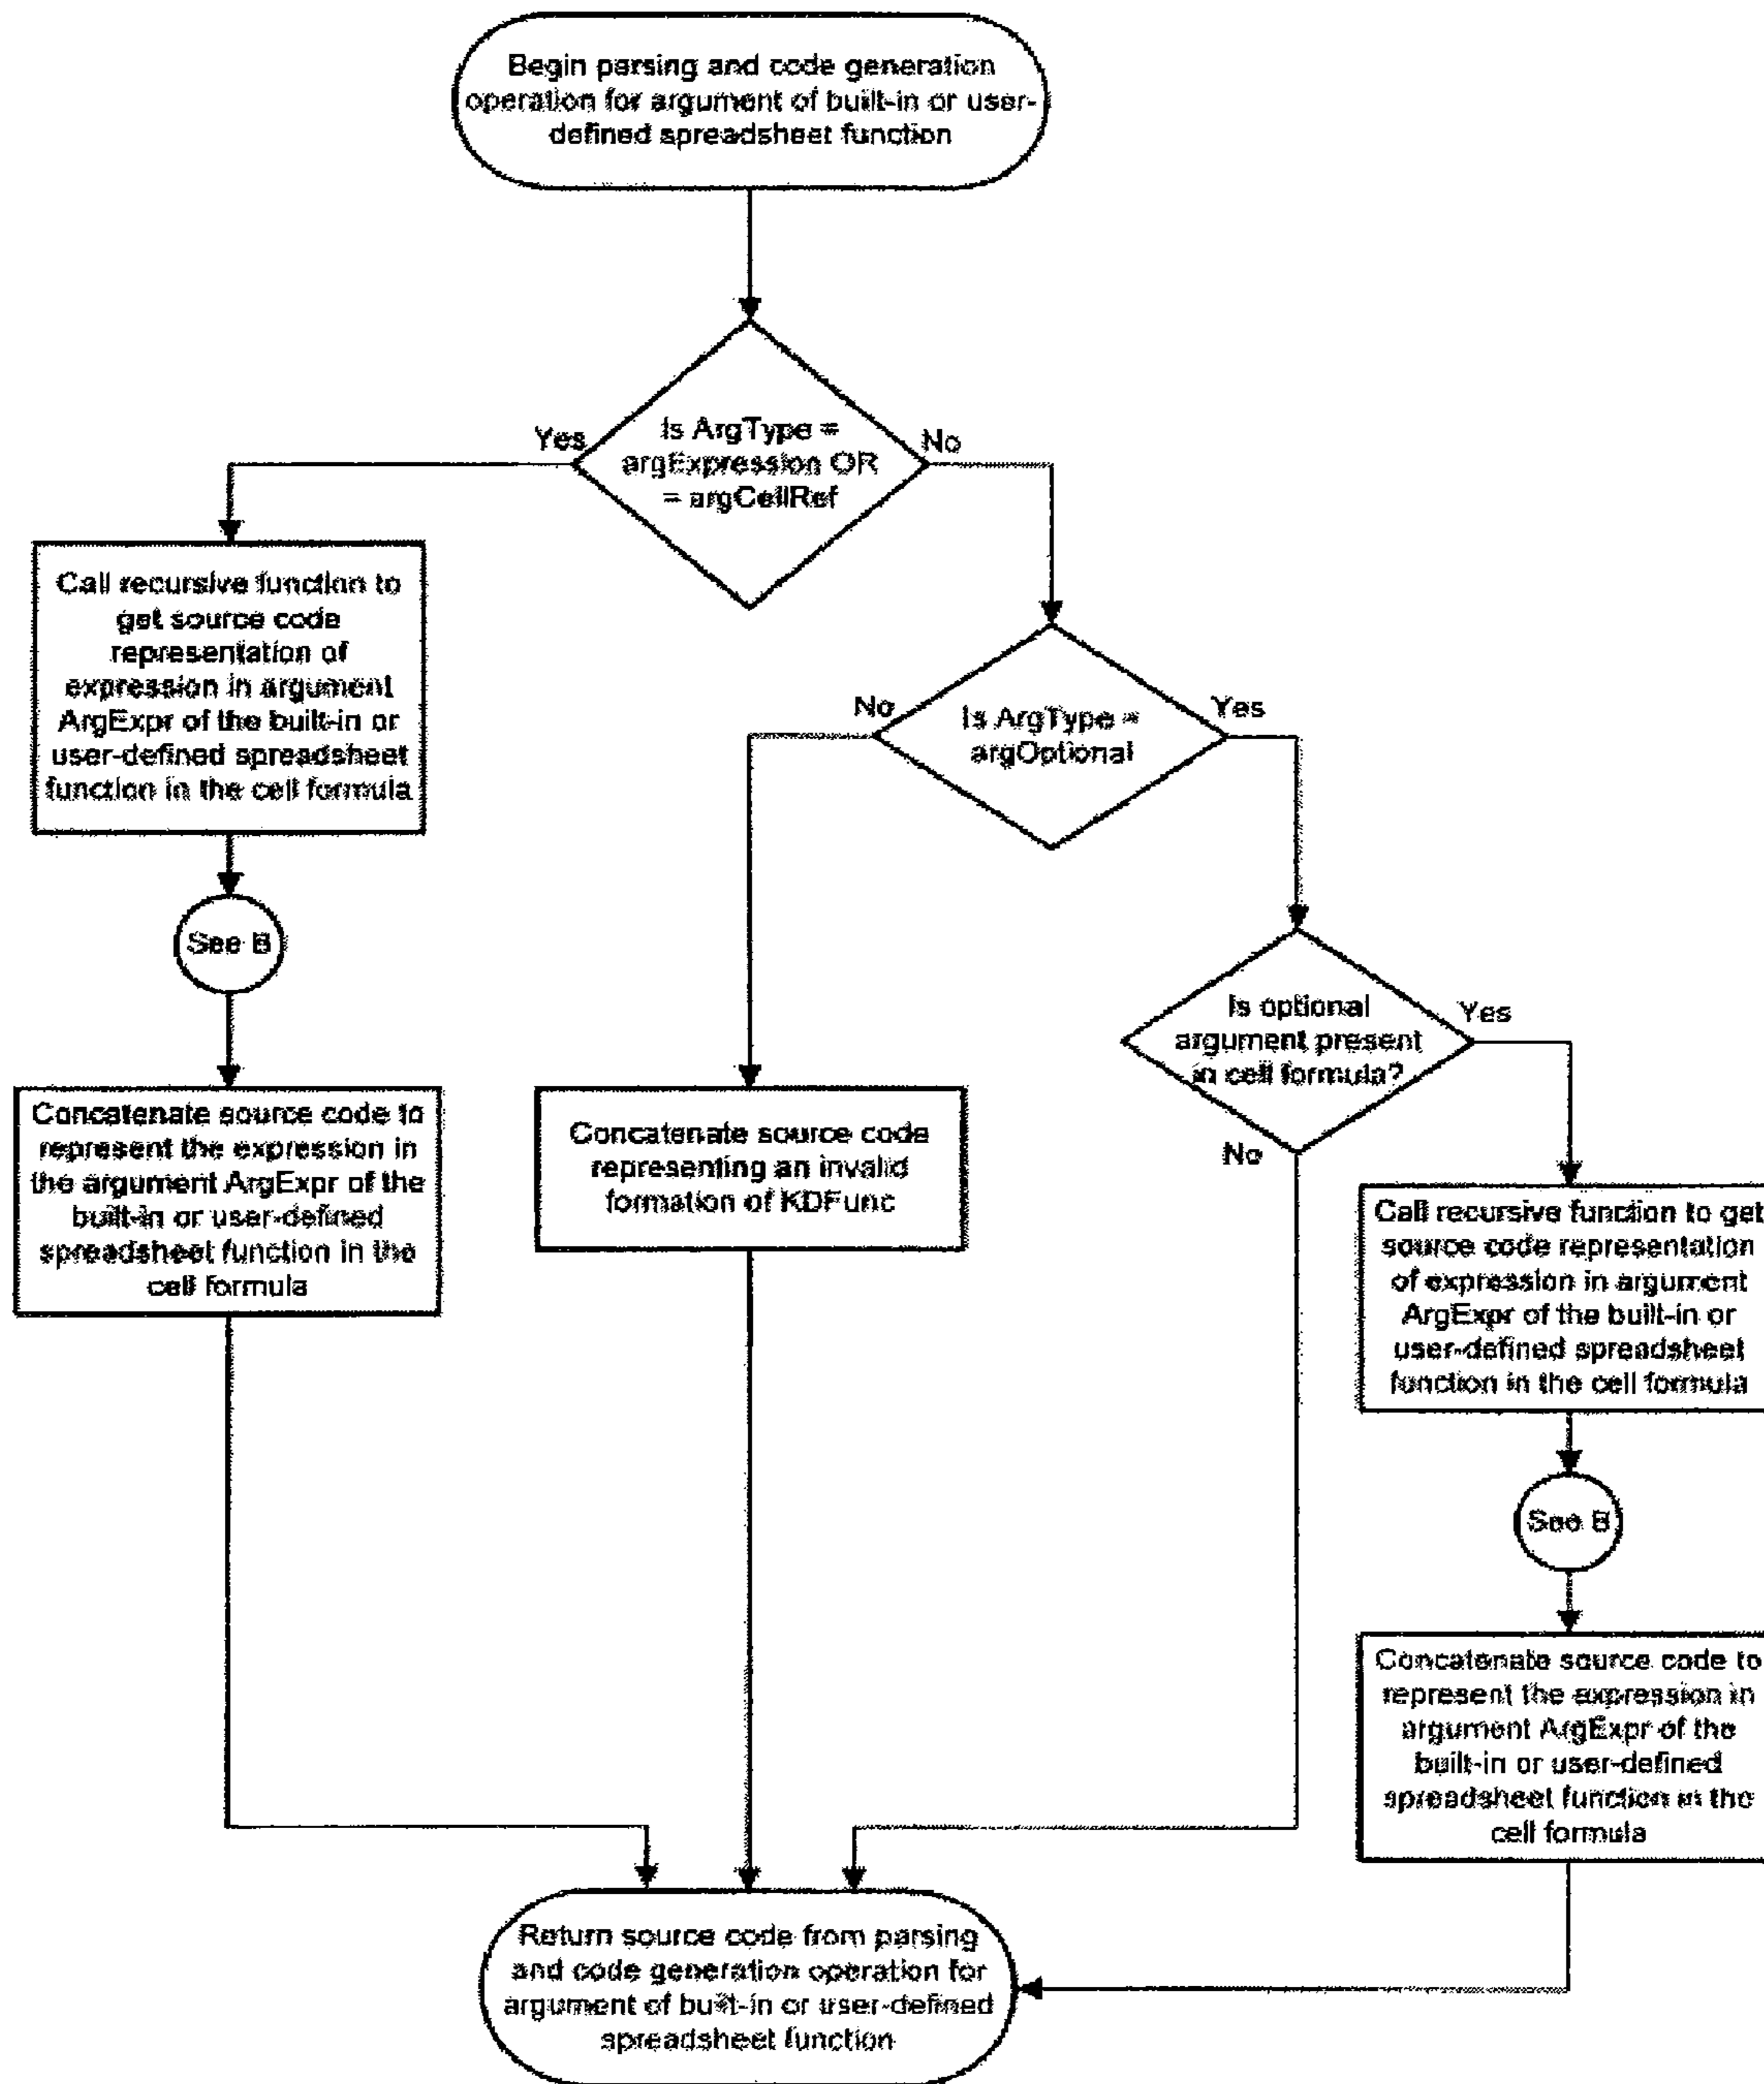 Begin parsing and code generation
operation for argument of built-in or user-
defined spreadsheet function
Is ArgType =
argExpression OR
= argCellRef
Yes
No
Call recursive function to
get source code
representation of
expression in argument
ArgExpr of the built-in or
user-defined spreadsheet
function in the cell formula
See B
Concatenate source code to
represent the expression in
the argument ArgExpr of the
built-in or user-defined
spreadsheet function in the
cell formula
Is ArgType =
argOptional
No
Yes
Concatenate source code
representing an invalid
formation of KDFunc
Is optional
argument present
in cell formula?
Yes
No
Call recursive function to get
source code representation
of expression in argument
ArgExpr of the built-in or
user-defined spreadsheet
function in the cell formula
See B
Concatenate source code to
represent the expression in
argument ArgExpr of the
built-in or user-defined
spreadsheet function in the
cell formula
Return source code from parsing
and code generation operation for
argument of built-in or user-defined
spreadsheet function